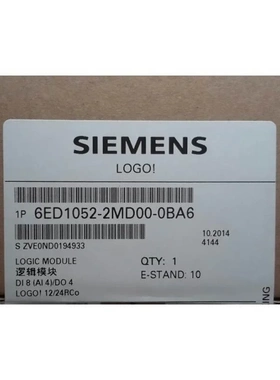 SIEMENS
LOGO!
1P 6ED1052-2MD00-0BA6
S ZVE0ND0194933
10.2014
4144
LOGIC MODULE
QTY: 1
逻辑模块
E-STAND: 10
DI 8 (AI 4)/DO 4
LOGO! 12/24RCo
ING